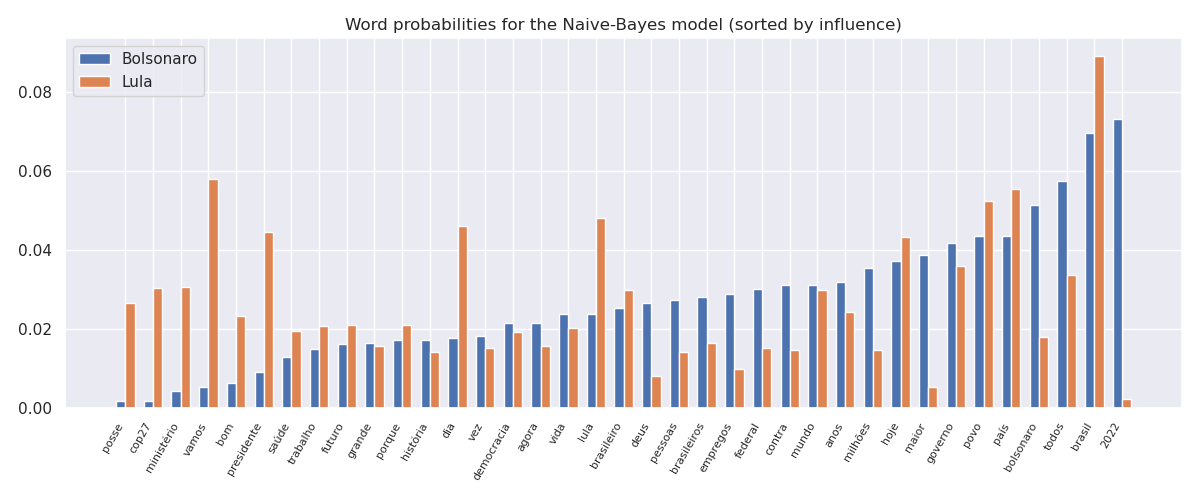 Word probabilities for the Naive-Bayes model (sorted by influence)
Bolsonaro
Lula
0.08
0.06
0.04
0.02
0.00
posse
cop27
ministério
vamos
bom
presidente
saúde
trabalho
futuro
grande
porque
história
dia
vez
democracia
agora
vida
lula
brasileiro
deus
pessoas
brasileiros
empregos
federal
contra
mundo
anos
milhões
hoje
maior
governo
povo
país
bolsonaro
todos
brasil
2022